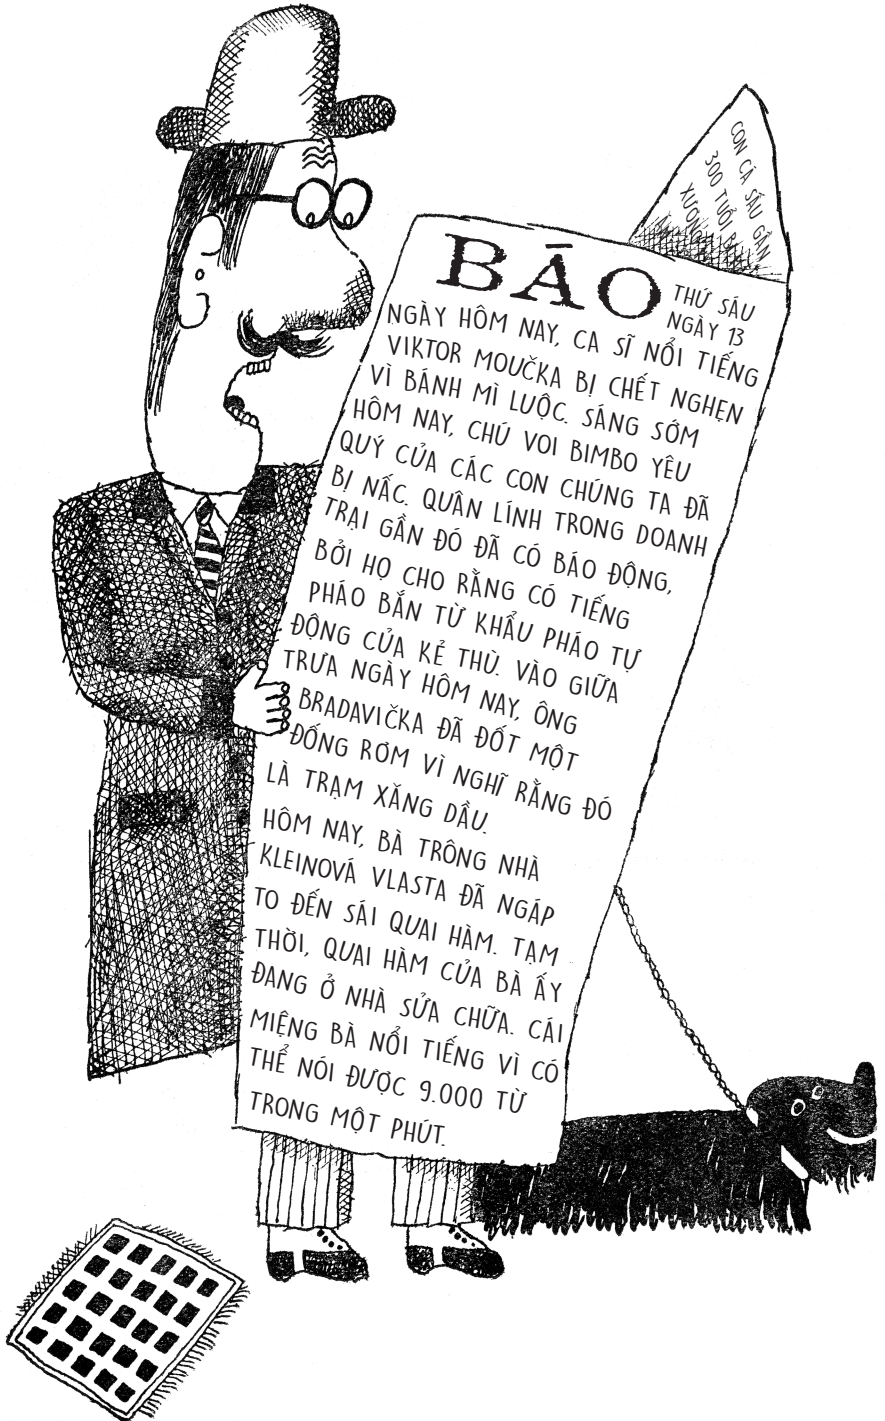 CON CÁ SẤU GẦN
300 TUỔI
XƯƠNG
BÁO
THỨ SÁU
NGÀY 13
NGÀY HÔM NAY, CA SĨ NỔI TIẾNG
VIKTOR MOUČKA BỊ CHẾT NGHẸN
VÌ BÁNH MÌ LUỘC. SÁNG SỚM
HÔM NAY, CHÚ VOI BIMBO YÊU
QUÝ CỦA CÁC CON CHÚNG TA ĐÃ
BỊ NẤC. QUÂN LÍNH TRONG DOANH
TRẠI GẦN ĐÓ ĐÃ CÓ BÁO ĐỘNG,
BỞI HỌ CHO RẰNG CÓ TIẾNG
PHÁO BẮN TỪ KHẨU PHÁO TỰ
ĐỘNG CỦA KẺ THÙ. VÀO GIỮA
TRƯA NGÀY HÔM NAY, ÔNG
BRADAVIČKA ĐÃ ĐỐT MỘT
ĐỐNG RƠM VÌ NGHĨ RẰNG ĐÓ
LÀ TRẠM XĂNG DẦU.
HÔM NAY, BÀ TRÔNG NHÀ
KLEINOVÁ VLASTA ĐÃ NGÁP
TO ĐẾN SÁI QUAI HÀM. TẠM
THỜI, QUAI HÀM CỦA BÀ ẤY
ĐANG Ở NHÀ SỬA CHỮA. CÁI
MIỆNG BÀ NỔI TIẾNG VÌ CÓ
THỂ NÓI ĐƯỢC 9.000 TỪ
TRONG MỘT PHÚT.